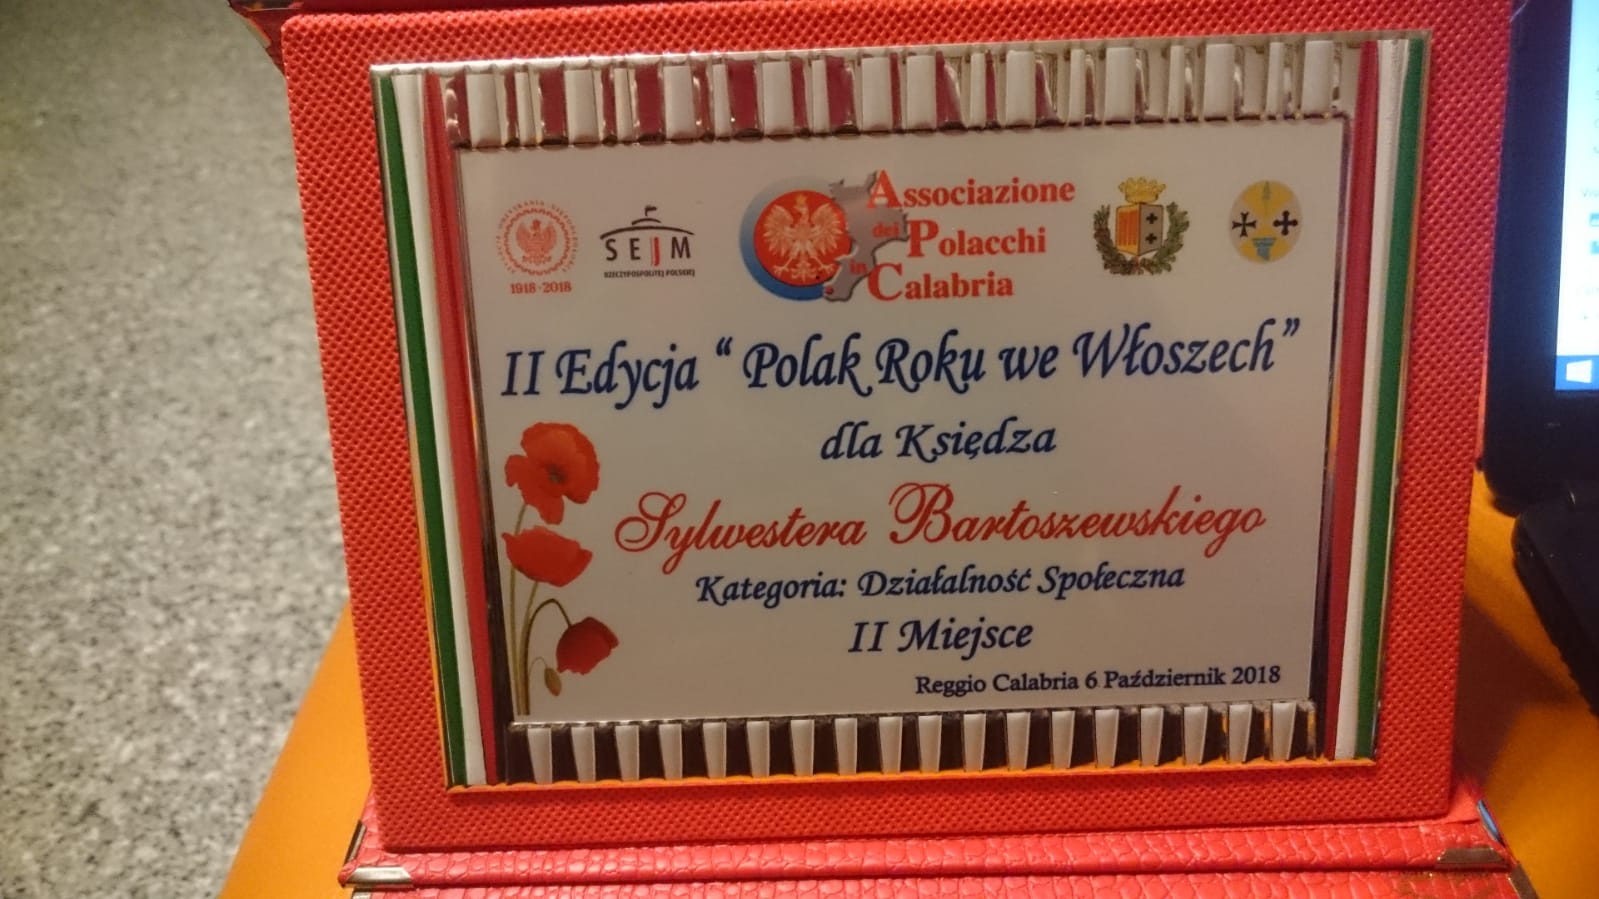 1918-2018
SEJM
RZECZYPOSPOLITEJ POLSKIEJ
Associazione
dei Polacchi
in Calabria
II Edycja “ Polak Roku we Włoszech”
dla Księdza
Sylwestera Bartoszewskiego
Kategoria: Działalność Społeczna
II Miejsce
Reggio Calabria 6 Październik 2018